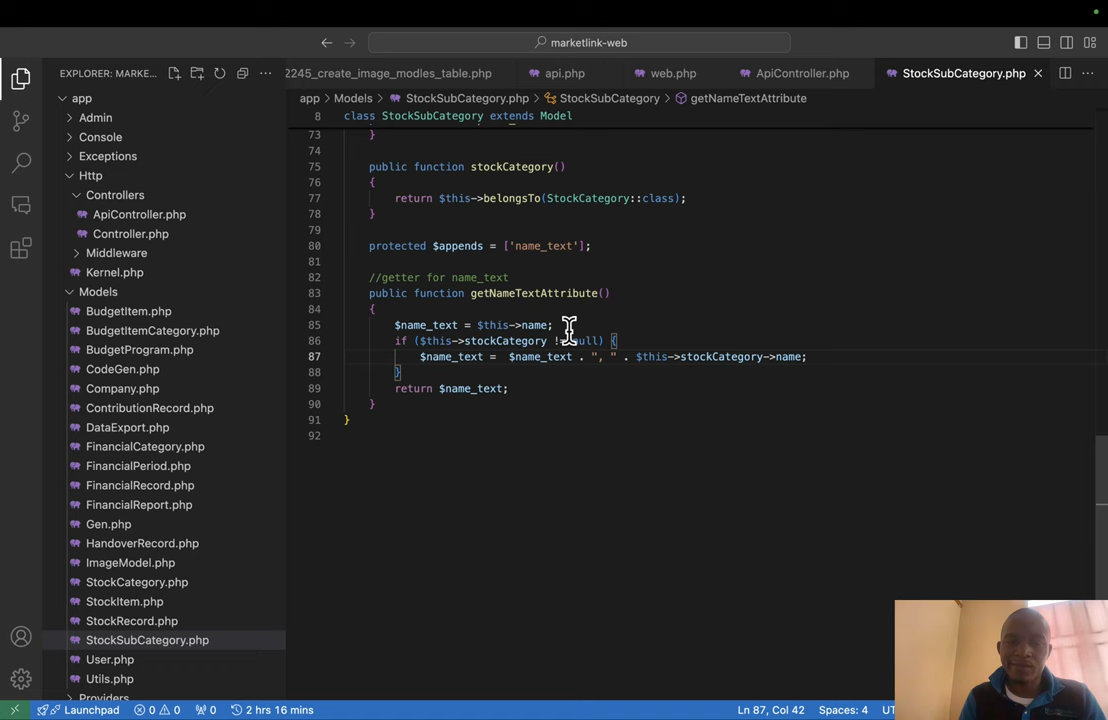 marketlink-web
EXPLORER: MARKE...
2245_create_image_modles_table.php
api.php
web.php
ApiController.php
StockSubCategory.php
app > Models > StockSubCategory.php > StockSubCategory > getNameTextAttribute
app
Admin
Console
Exceptions
Http
Controllers
ApiController.php
Controller.php
Middleware
Kernel.php
Models
BudgetItem.php
BudgetItemCategory.php
BudgetProgram.php
CodeGen.php
Company.php
ContributionRecord.php
DataExport.php
FinancialCategory.php
FinancialPeriod.php
FinancialRecord.php
FinancialReport.php
Gen.php
HandoverRecord.php
ImageModel.php
StockCategory.php
StockItem.php
StockRecord.php
StockSubCategory.php
User.php
Utils.php
Providers
8 class StockSubCategory extends Model
73 }
74
75 public function stockCategory()
76 {
77 return $this->belongsTo(StockCategory::class);
78 }
79
80 protected $appends = ['name_text'];
81
82 //getter for name_text
83 public function getNameTextAttribute()
84 {
85 $name_text = $this->name;
86 if ($this->stockCategory != null) {
87 $name_text =  $name_text . ", " . $this->stockCategory->name;
88 }
89 return $name_text;
90 }
91 }
92
Launchpad 0 0 0 2 hrs 16 mins Ln 87, Col 42 Spaces: 4